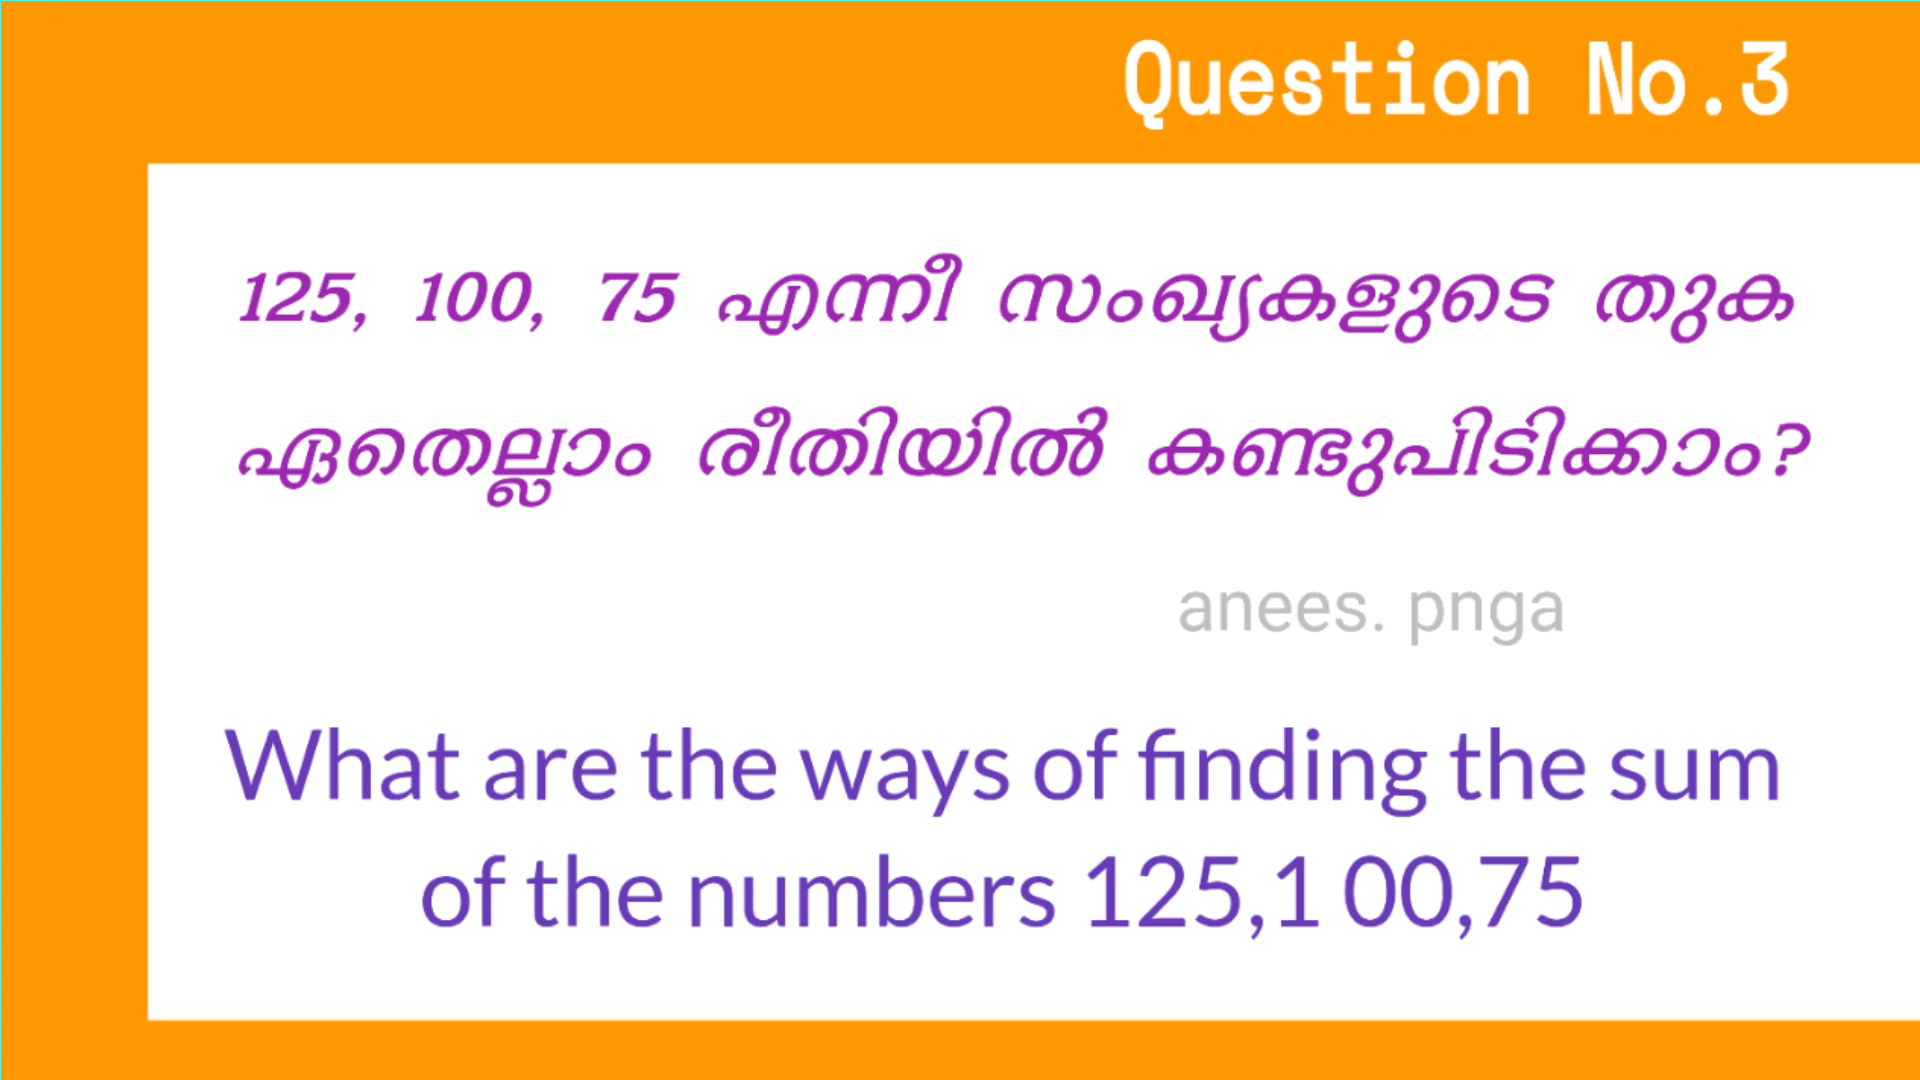 Question No.3
125, 100, 75 എന്നീ സംഖ്യകളുടെ തുക
ഏതെല്ലാം രീതിയിൽ കണ്ടുപിടിക്കാം?
anees. pnga
What are the ways of finding the sum
of the numbers 125,1 00,75